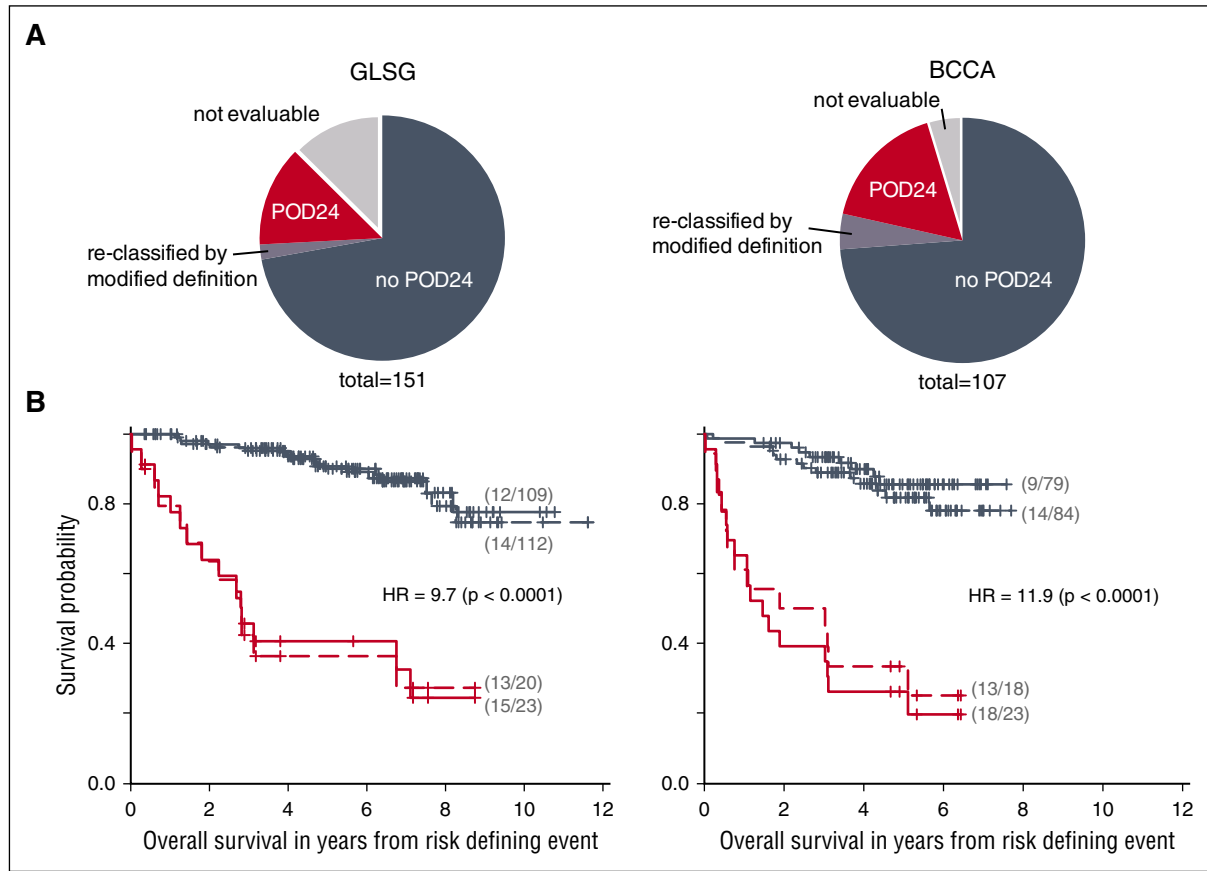 A
GLSG
not evaluable
POD24
re-classified by
modified definition
no POD24
total=151
BCCA
not evaluable
POD24
re-classified by
modified definition
no POD24
total=107
B
Survival probability
0.8
0.4
0.0
(12/109)
(14/112)
HR = 9.7 (p < 0.0001)
(13/20)
(15/23)
0 2 4 6 8 10 12
Overall survival in years from risk defining event
0.8
0.4
0.0
(9/79)
(14/84)
HR = 11.9 (p < 0.0001)
(13/18)
(18/23)
0 2 4 6 8 10 12
Overall survival in years from risk defining event